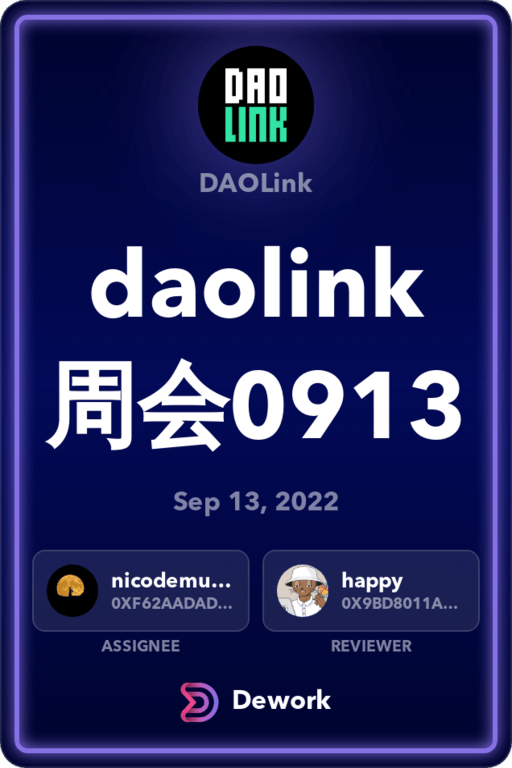 DAO
LINK
DAOLink
daolink
周会0913
Sep 13, 2022
nicodemu...
0XF62AADAD...
ASSIGNEE
happy
0X9BD8011A...
REVIEWER
Dework